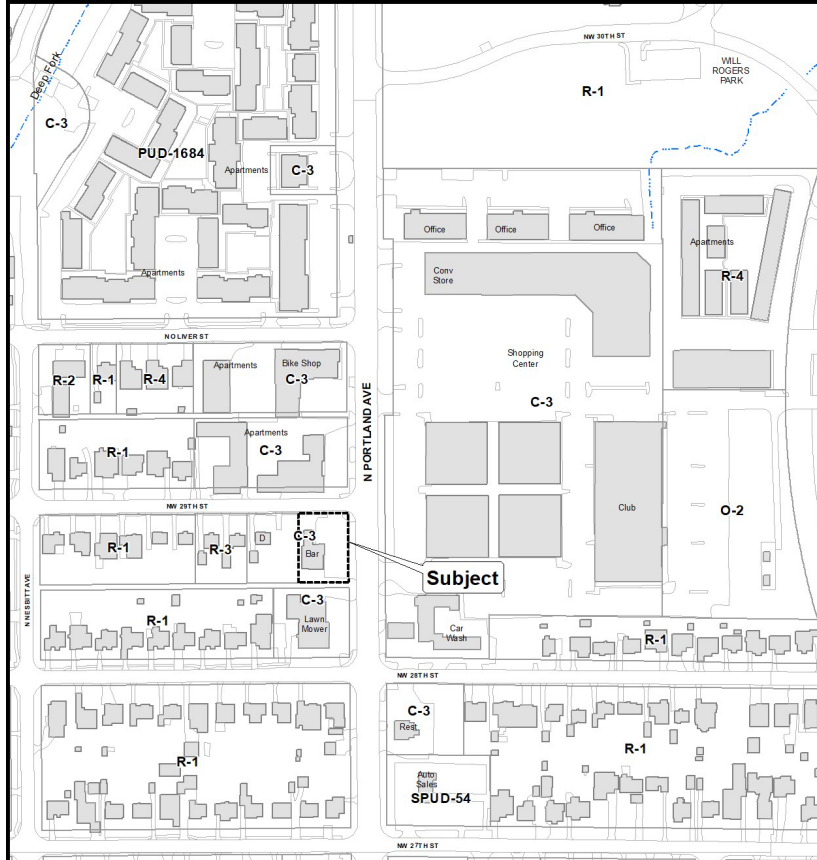 NW 30TH ST
WILL
ROGERS
PARK
R-1
Deep Fork
C-3
PUD-1684
Apartments
C-3
Office
Office
Office
Apartments
R-4
Apartments
Conv
Store
N OLIVER ST
Shopping
Center
R-2
R-1
R-4
Apartments
Bike Shop
C-3
C-3
N PORTLAND AVE
Apartments
R-1
C-3
NW 29TH ST
Club
O-2
R-1
R-3
D
C-3
Bar
Subject
N NESBITT AVE
R-1
C-3
Lawn
Mower
Car
Wash
R-1
NW 28TH ST
C-3
Rest
R-1
R-1
Auto
Sales
SPUD-54
NW 27TH ST